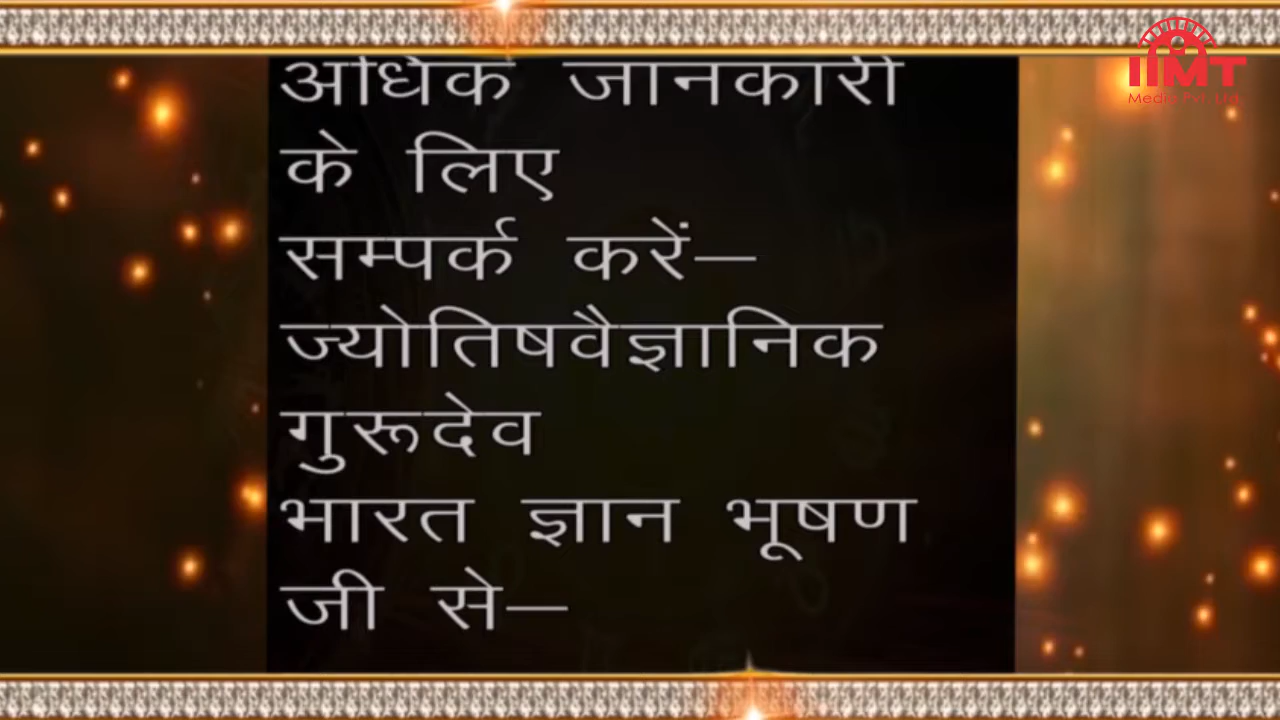 IIMT
Media Pvt. Ltd.
अधिक जानकारी
के लिए
सम्पर्क करें—
ज्योतिषवैज्ञानिक
गुरूदेव
भारत ज्ञान भूषण
जी से—